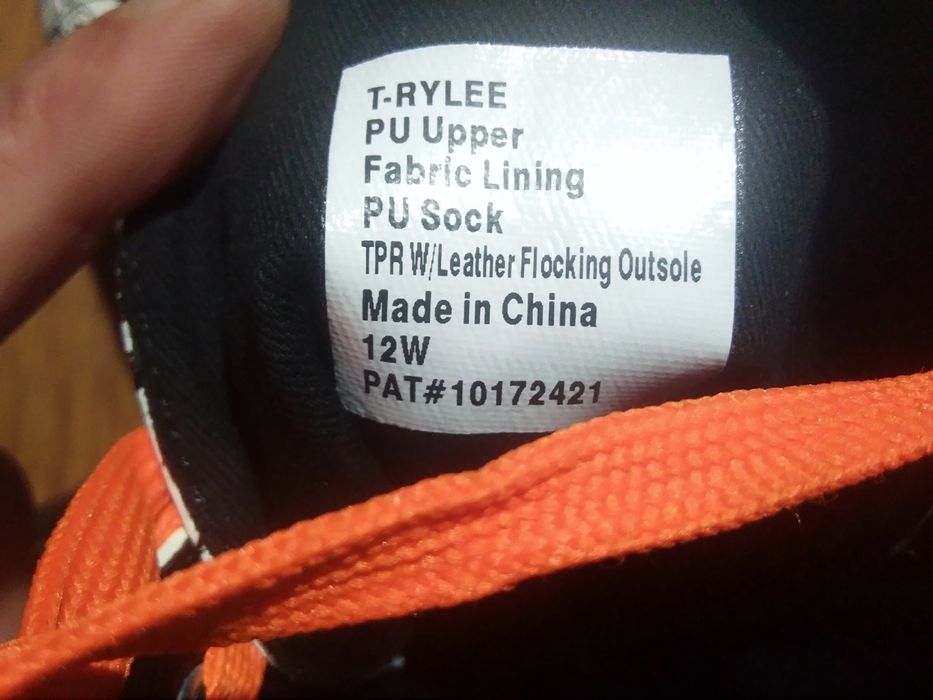 T-RYLEE
PU Upper
Fabric Lining
PU Sock
TPR W/Leather Flocking Outsole
Made in China
12W
PAT#10172421